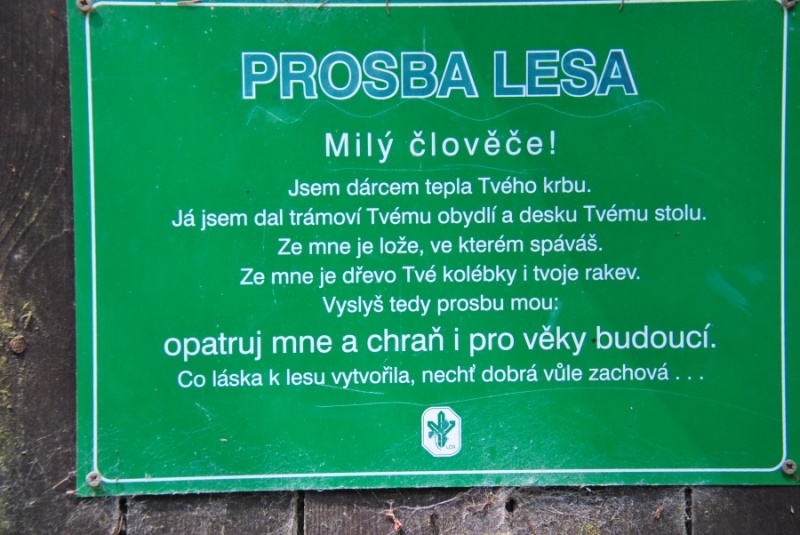 PROSBA LESA
Milý člověče!
Jsem dárcem tepla Tvého krbu.
Já jsem dal trámoví Tvému obydlí a desku Tvému stolu.
Ze mne je lože, ve kterém spáváš.
Ze mne je dřevo Tvé kolébky i tvoje rakev.
Vyslyš tedy prosbu mou:
opatruj mne a chraň i pro věky budoucí.
Co láska k lesu vytvořila, nechť dobrá vůle zachová . . .
LČR